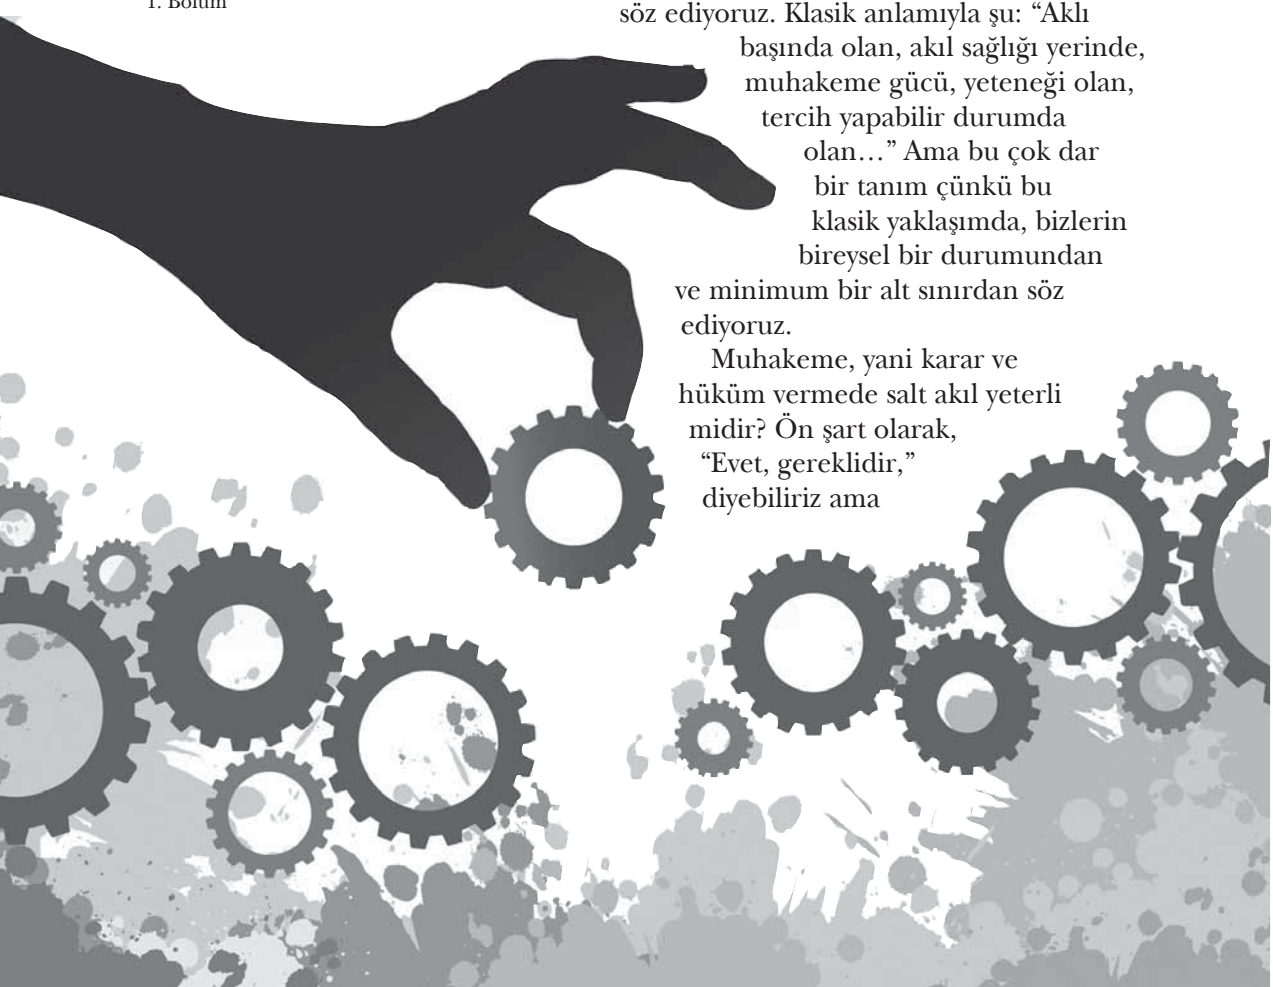 1. Bölüm
söz ediyoruz. Klasik anlamıyla şu: “Aklı
başında olan, akıl sağlığı yerinde,
muhakeme gücü, yeteneği olan,
tercih yapabilir durumda
olan…” Ama bu çok dar
bir tanım çünkü bu
klasik yaklaşımda, bizlerin
bireysel bir durumundan
ve minimum bir alt sınırdan söz
ediyoruz.
Muhakeme, yani karar ve
hüküm vermede salt akıl yeterli
midir? Ön şart olarak,
“Evet, gereklidir,”
diyebiliriz ama